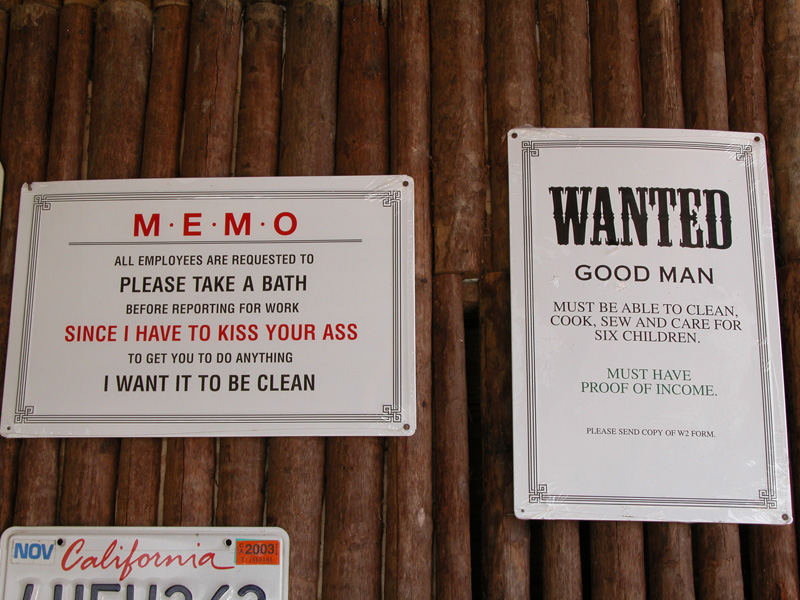 M·E·M·O
ALL EMPLOYEES ARE REQUESTED TO
PLEASE TAKE A BATH
BEFORE REPORTING FOR WORK
SINCE I HAVE TO KISS YOUR ASS
TO GET YOU TO DO ANYTHING
I WANT IT TO BE CLEAN
WANTED
GOOD MAN
MUST BE ABLE TO CLEAN,
COOK, SEW AND CARE FOR
SIX CHILDREN.
MUST HAVE
PROOF OF INCOME.
PLEASE SEND COPY OF W2 FORM.
NOV California 2003